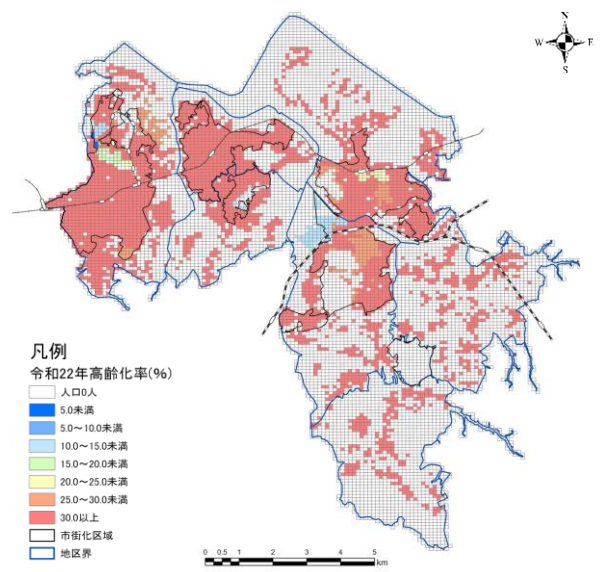 N
W E
S
凡例
令和22年高齢化率(%)
人口0人
5.0未満
5.0～10.0未満
10.0～15.0未満
15.0～20.0未満
20.0～25.0未満
25.0～30.0未満
30.0以上
市街化区域
地区界
0 0.5 1 2 3 4 5
km